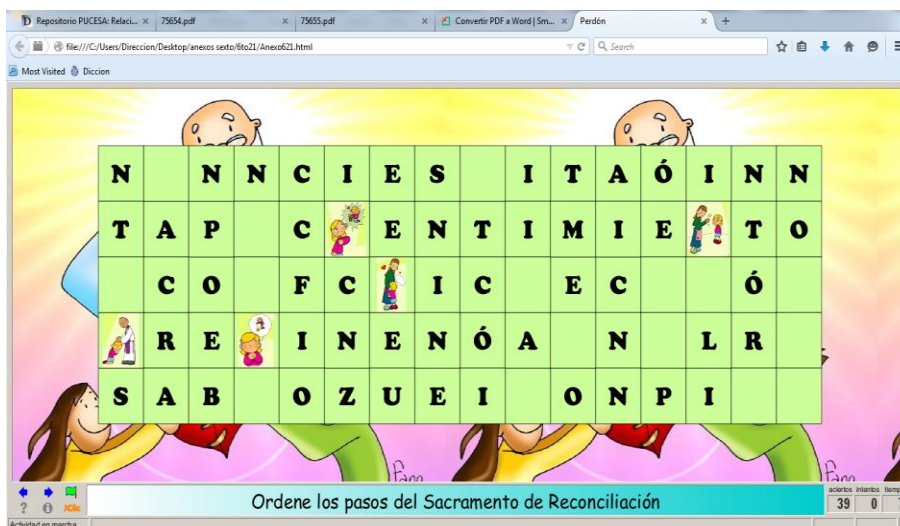 Repositorio PUCESA: Relaci... × 75654.pdf × 75655.pdf × Convertir PDF a Word | Sm... × Perdón × +
file:///C:/Users/Direccion/Desktop/anexos sexto/6to21/Anexo621.html Search
Most Visited Diccion
N N N C I E S I T A Ó I N N
T A P C E N T I M I E T O
C O F C I C E C Ó
R E I N E N Ó A N L R
S A B O Z U E I O N P I
Fano Fano
Ordene los pasos del Sacramento de Reconciliación
aciertos intentos
39 0
Actividad en marcha